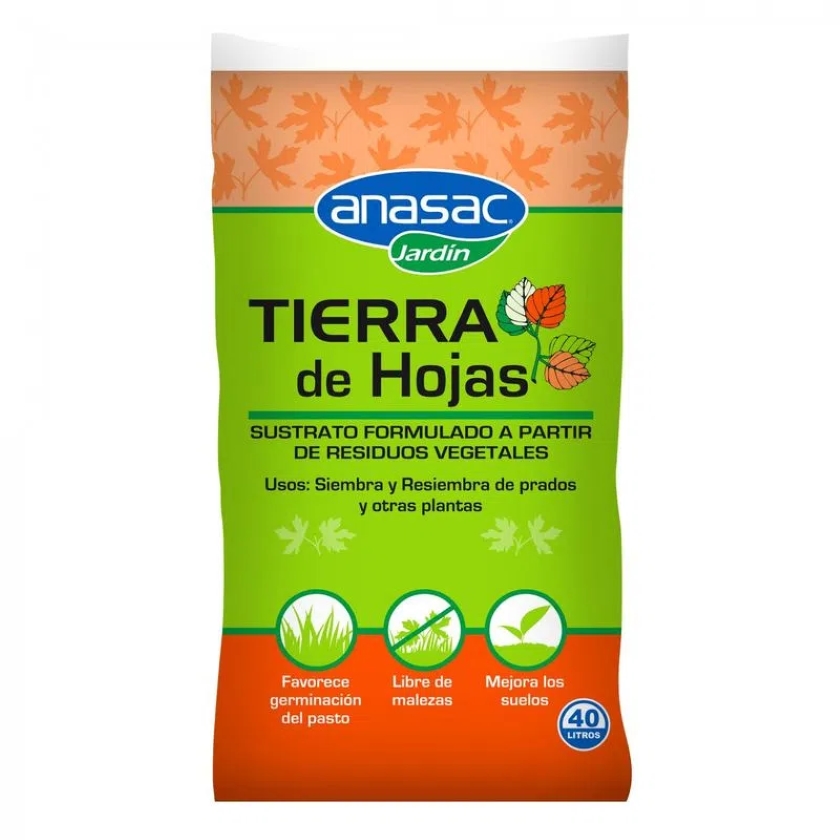 anasac
Jardín
TIERRA
de Hojas
SUSTRATO FORMULADO A PARTIR
DE RESIDUOS VEGETALES
Usos: Siembra y Resiembra de prados
y otras plantas
Favorece
germinación
del pasto
Libre de
malezas
Mejora los
suelos
40
LITROS